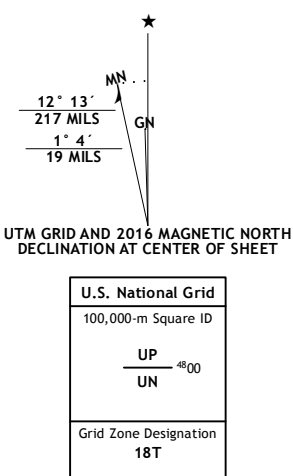 ★
MN
12° 13´
217 MILS
GN
1° 4´
19 MILS
UTM GRID AND 2016 MAGNETIC NORTH
DECLINATION AT CENTER OF SHEET
U.S. National Grid
100,000-m Square ID
UP
4800
UN
Grid Zone Designation
18T